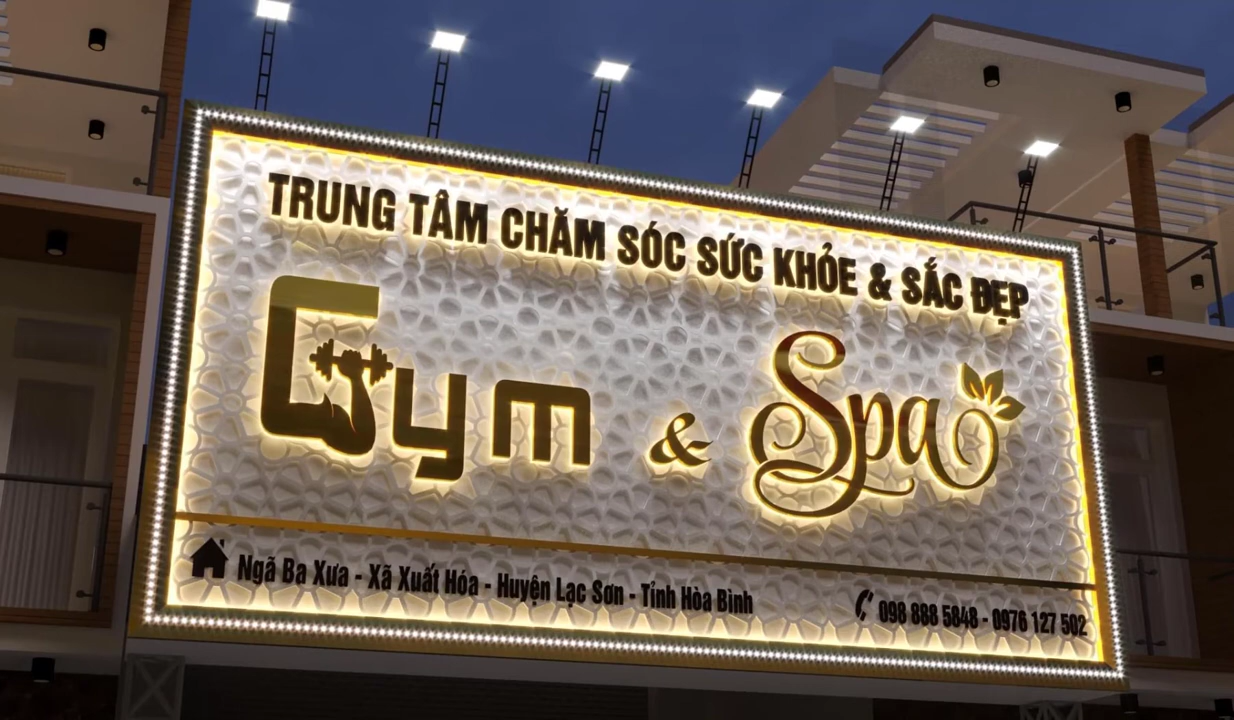 TRUNG TÂM CHĂM SÓC SỨC KHỎE & SẮC ĐẸP
Gym & Spa
Ngã Ba Xưa - Xã Xuất Hóa - Huyện Lạc Sơn - Tỉnh Hòa Bình
098 888 5848 - 0976 127 502